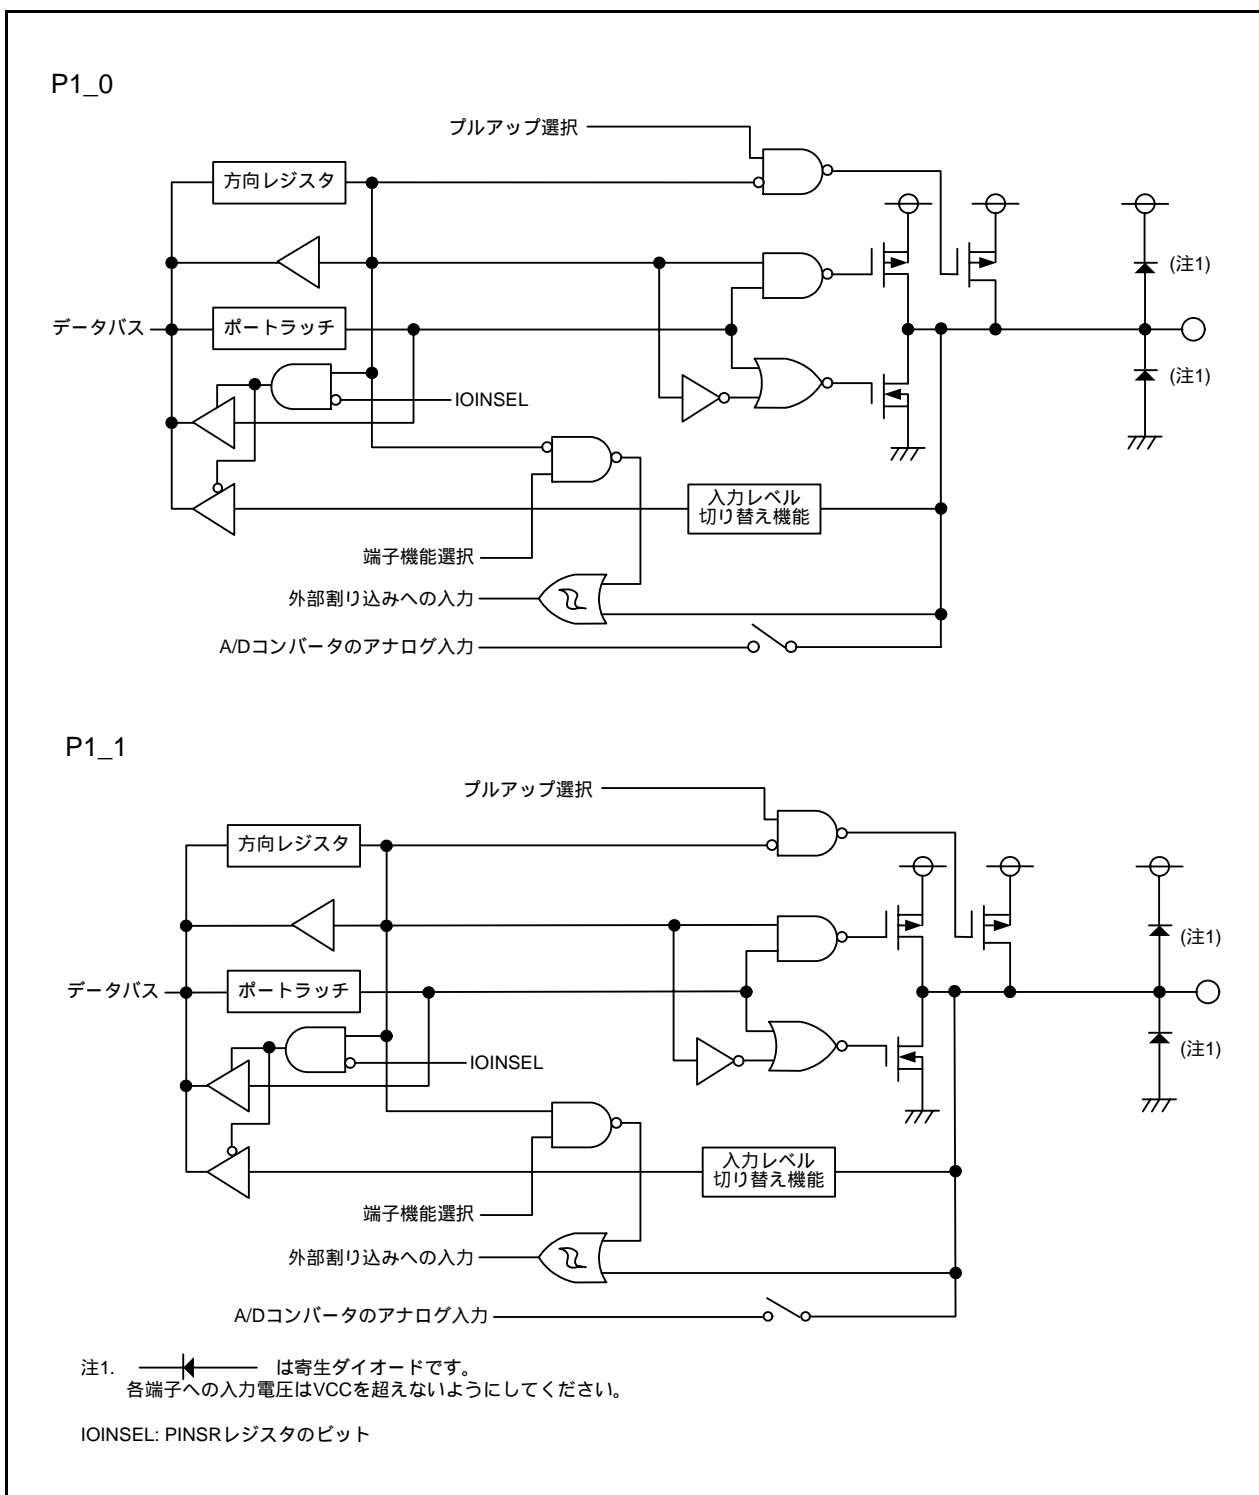 P1_0
プルアップ選択
方向レジスタ
(注1)
データバス
ポートラッチ
(注1)
IOINSEL
入力レベル
切り替え機能
端子機能選択
外部割り込みへの入力
A/Dコンバータのアナログ入力
P1_1
プルアップ選択
方向レジスタ
(注1)
データバス
ポートラッチ
(注1)
IOINSEL
入力レベル
切り替え機能
端子機能選択
外部割り込みへの入力
A/Dコンバータのアナログ入力
注1. は寄生ダイオードです。
各端子への入力電圧はVCCを超えないようにしてください。
IOINSEL: PINSRレジスタのビット